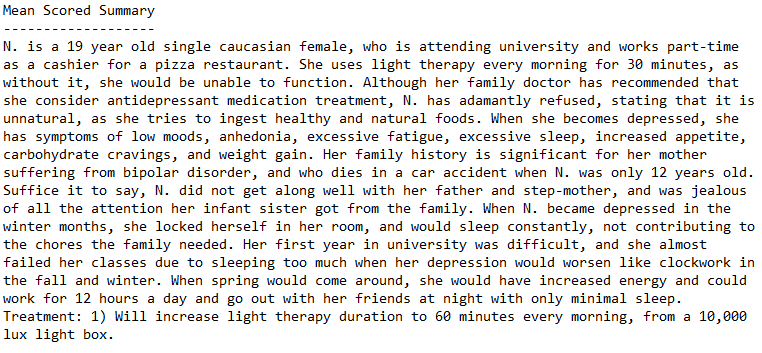 Mean Scored Summary
-------------------
N. is a 19 year old single caucasian female, who is attending university and works part-time
as a cashier for a pizza restaurant. She uses light therapy every morning for 30 minutes, as
without it, she would be unable to function. Although her family doctor has recommended that
she consider antidepressant medication treatment, N. has adamantly refused, stating that it is
unnatural, as she tries to ingest healthy and natural foods. When she becomes depressed, she
has symptoms of low moods, anhedonia, excessive fatigue, excessive sleep, increased appetite,
carbohydrate cravings, and weight gain. Her family history is significant for her mother
suffering from bipolar disorder, and who dies in a car accident when N. was only 12 years old.
Suffice it to say, N. did not get along well with her father and step-mother, and was jealous
of all the attention her infant sister got from the family. When N. became depressed in the
winter months, she locked herself in her room, and would sleep constantly, not contributing to
the chores the family needed. Her first year in university was difficult, and she almost
failed her classes due to sleeping too much when her depression would worsen like clockwork in
the fall and winter. When spring would come around, she would have increased energy and could
work for 12 hours a day and go out with her friends at night with only minimal sleep.
Treatment: 1) Will increase light therapy duration to 60 minutes every morning, from a 10,000
lux light box.